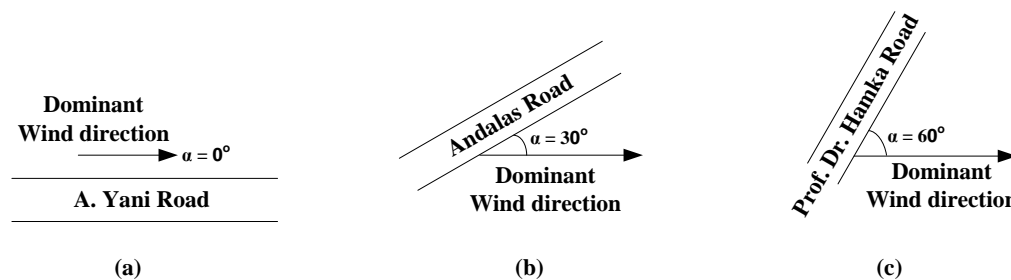 Dominant
Wind direction
α = 0°
A. Yani Road
(a)
Andalas Road
α = 30°
Dominant
Wind direction
(b)
Prof. Dr. Hamka Road
α = 60°
Dominant
Wind direction
(c)